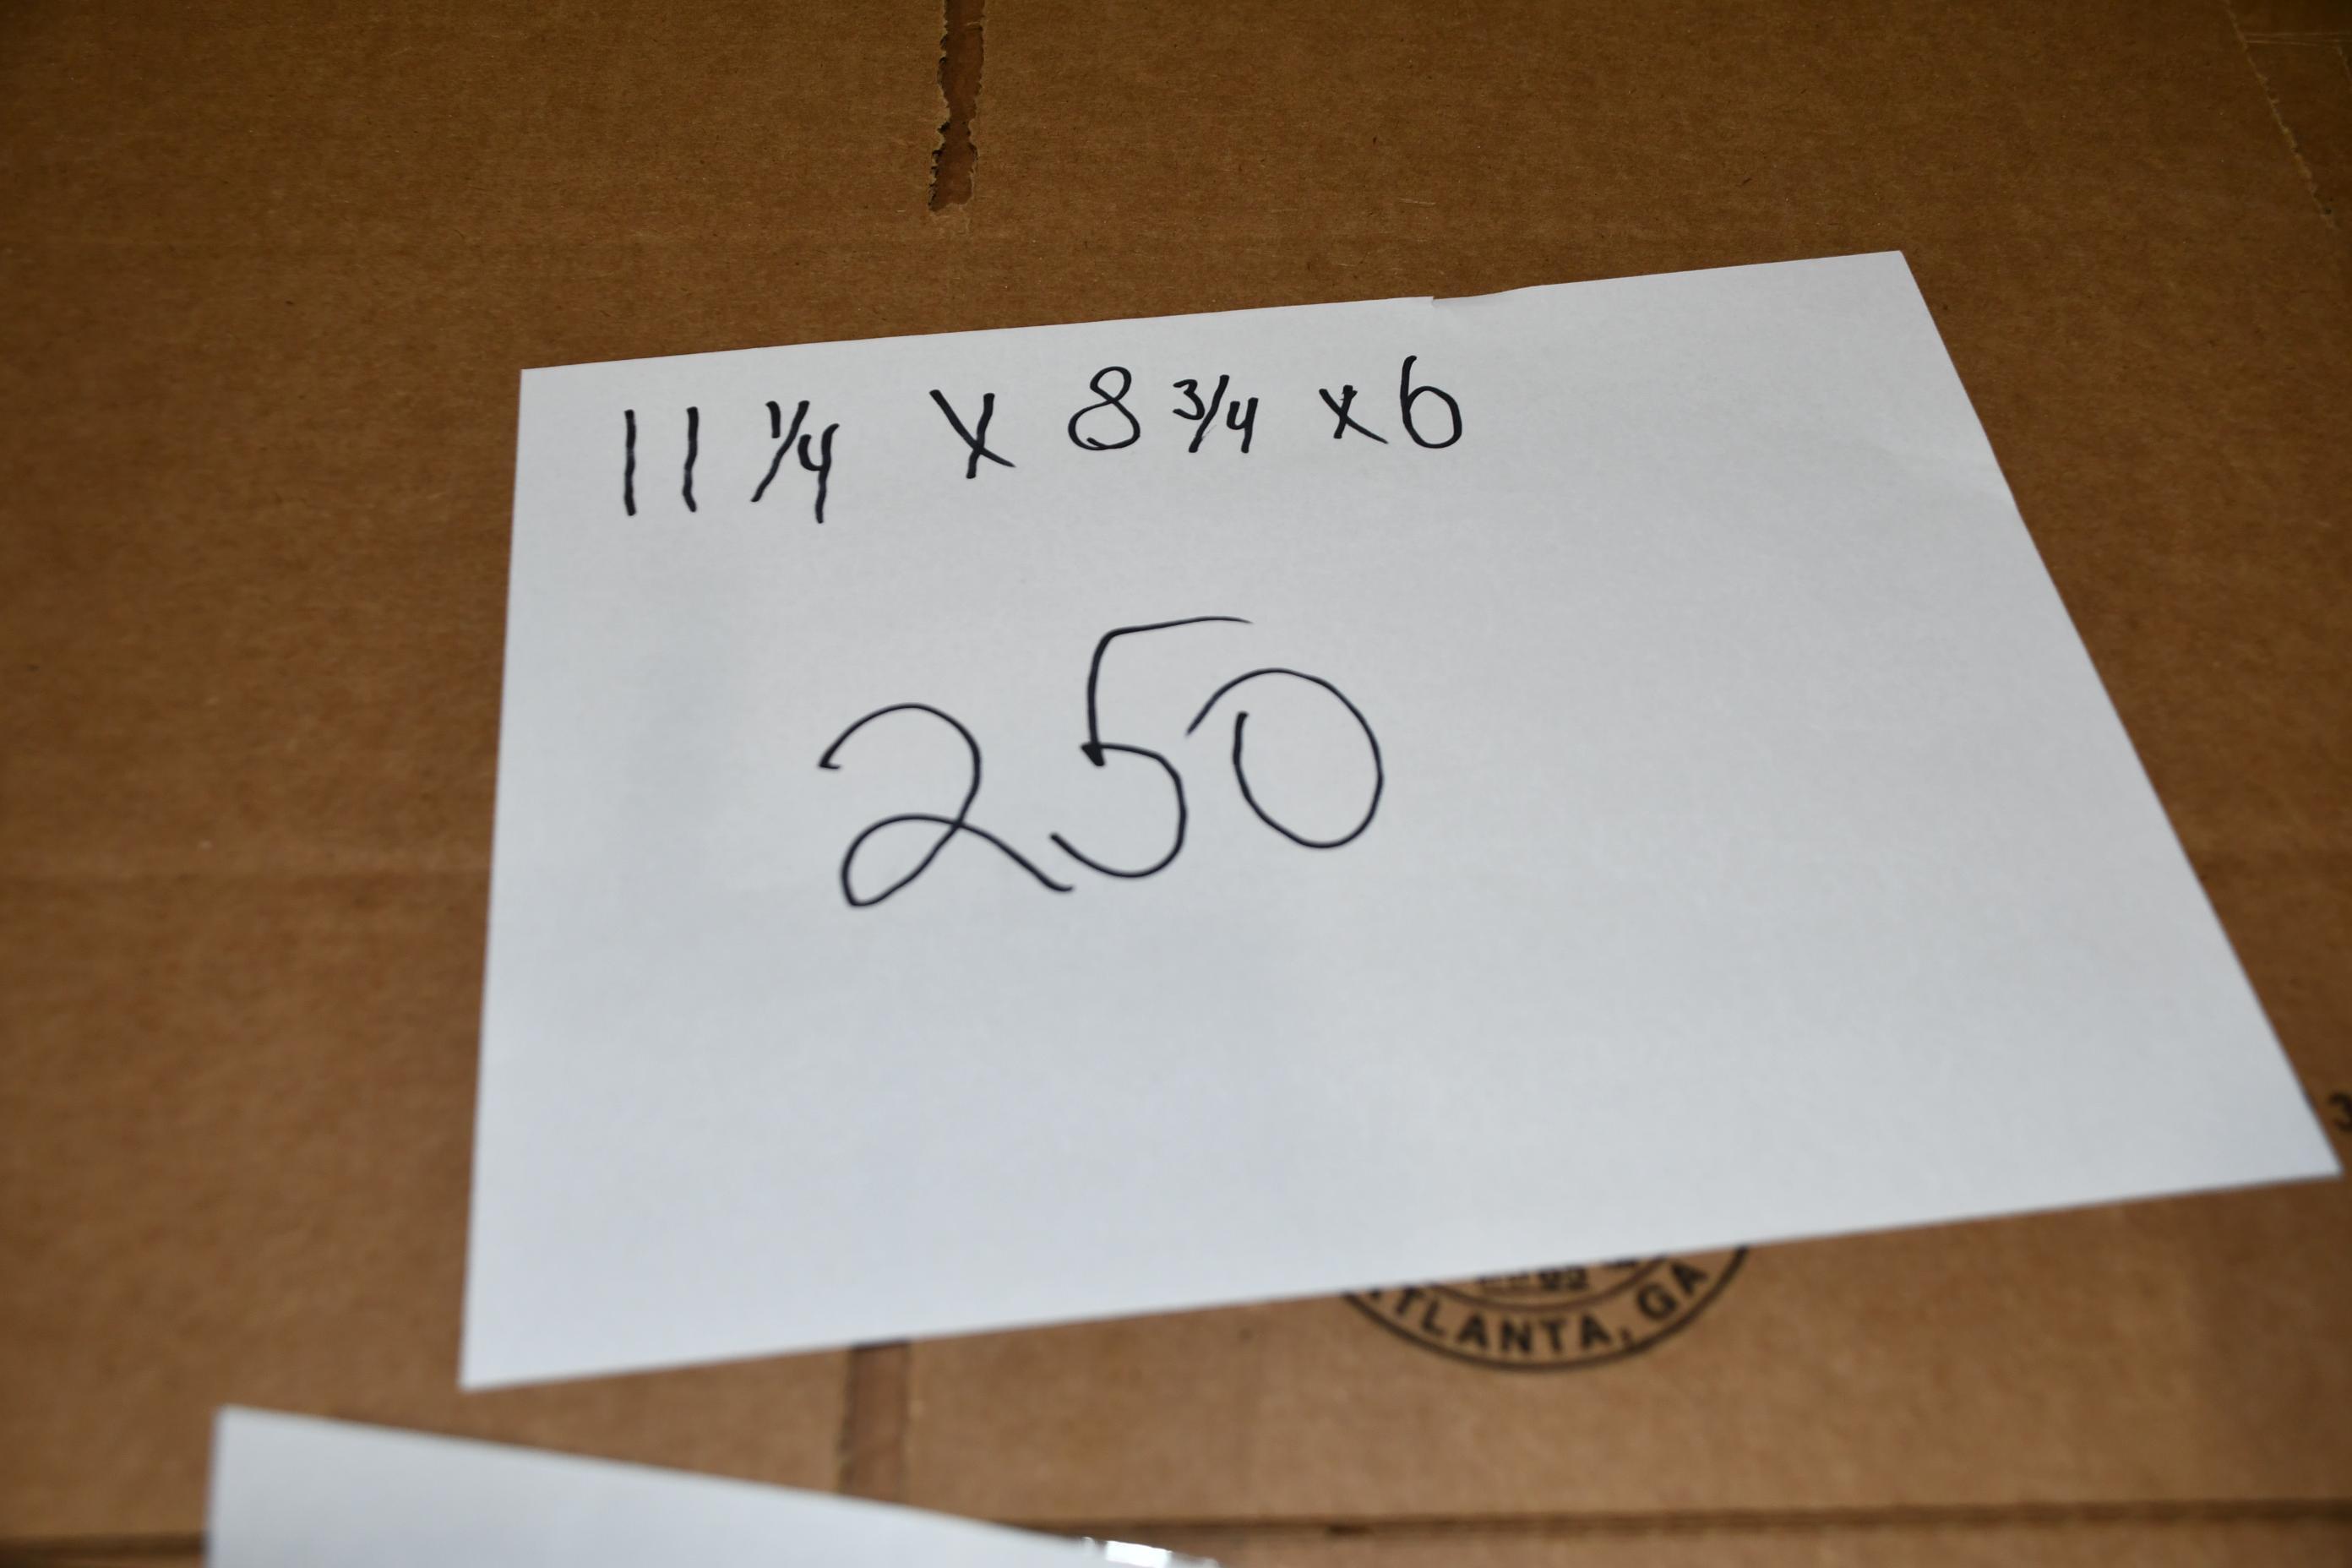 11 1/4 x 8 3/4 x 6
250
ATLANTA, GA